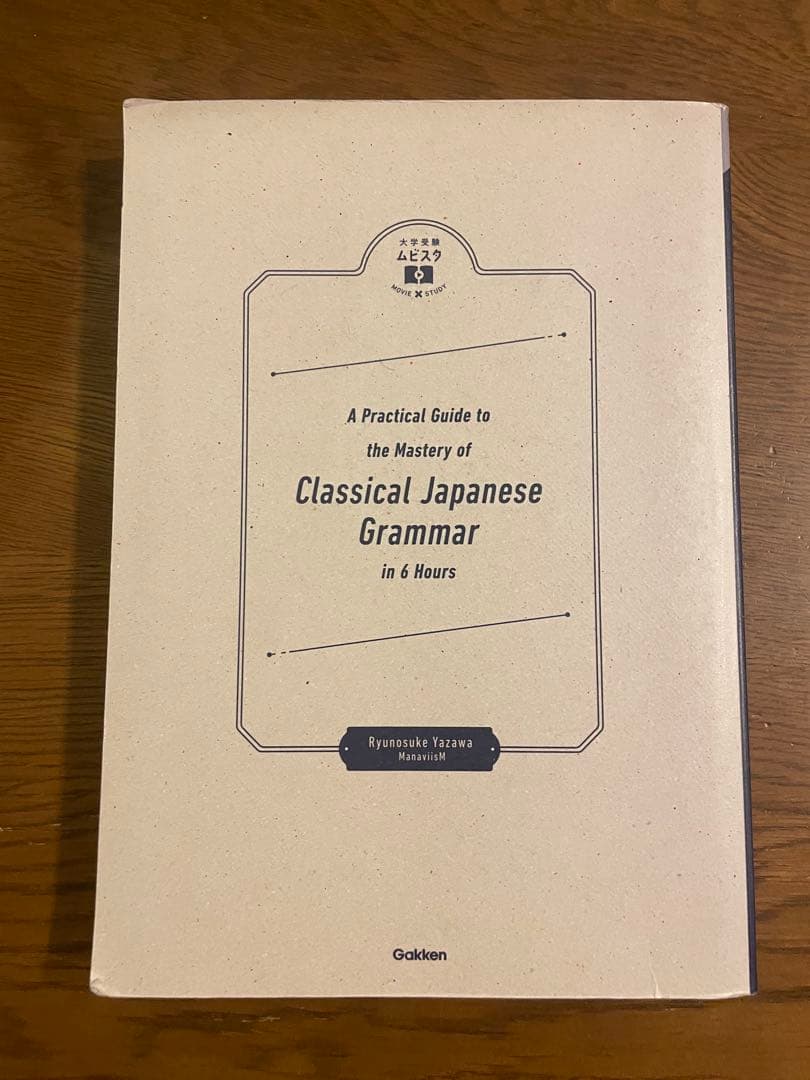 大学受験
ムビスタ
MOVIE × STUDY
A Practical Guide to
the Mastery of
Classical Japanese
Grammar
in 6 Hours
Ryunosuke Yazawa
ManaviisM
Gakken